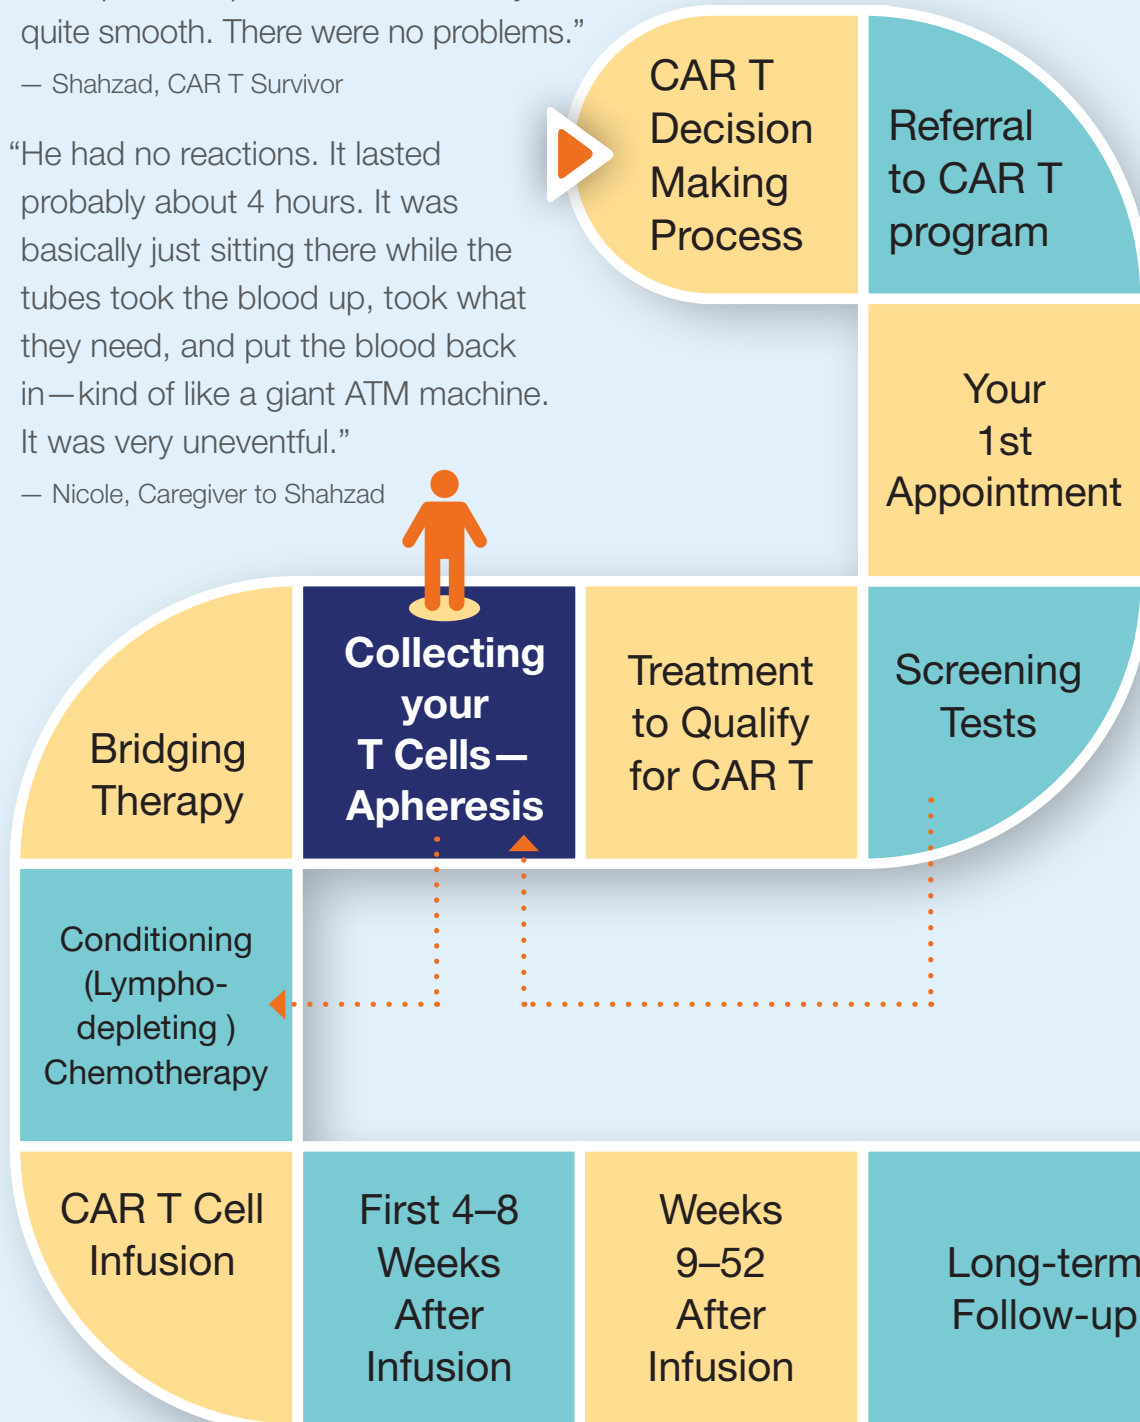 quite smooth. There were no problems.”
— Shahzad, CAR T Survivor
“He had no reactions. It lasted
probably about 4 hours. It was
basically just sitting there while the
tubes took the blood up, took what
they need, and put the blood back
in—kind of like a giant ATM machine.
It was very uneventful.”
— Nicole, Caregiver to Shahzad
CAR T
Decision
Making
Process
Referral
to CAR T
program
Your
1st
Appointment
Screening
Tests
Treatment
to Qualify
for CAR T
Collecting
your
T Cells—
Apheresis
Bridging
Therapy
Conditioning
(Lympho-
depleting )
Chemotherapy
CAR T Cell
Infusion
First 4–8
Weeks
After
Infusion
Weeks
9–52
After
Infusion
Long-term
Follow-up